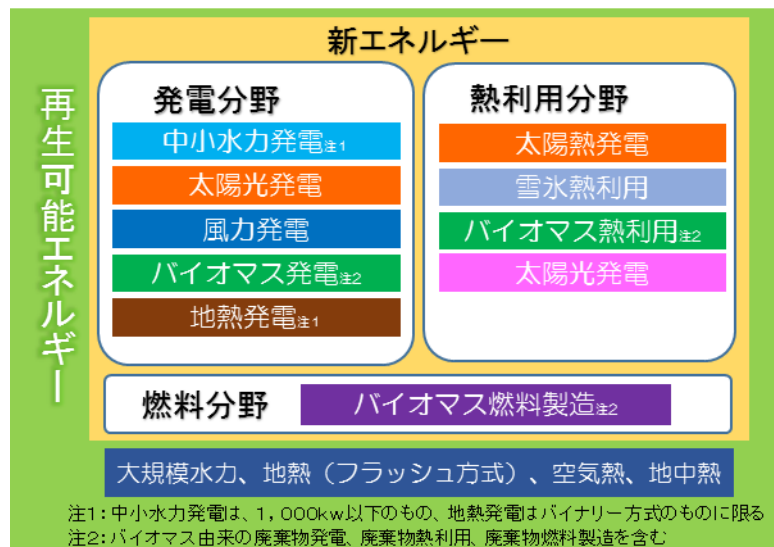 再生可能エネルギー
新エネルギー
発電分野
中小水力発電注1
太陽光発電
風力発電
バイオマス発電注2
地熱発電注1
熱利用分野
太陽熱発電
雪氷熱利用
バイオマス熱利用注2
太陽光発電
燃料分野
バイオマス燃料製造注2
大規模水力、地熱（フラッシュ方式）、空気熱、地中熱
注1：中小水力発電は、1，000kw以下のもの、地熱発電はバイナリー方式のものに限る
注2：バイオマス由来の廃棄物発電、廃棄物熱利用、廃棄物燃料製造を含む